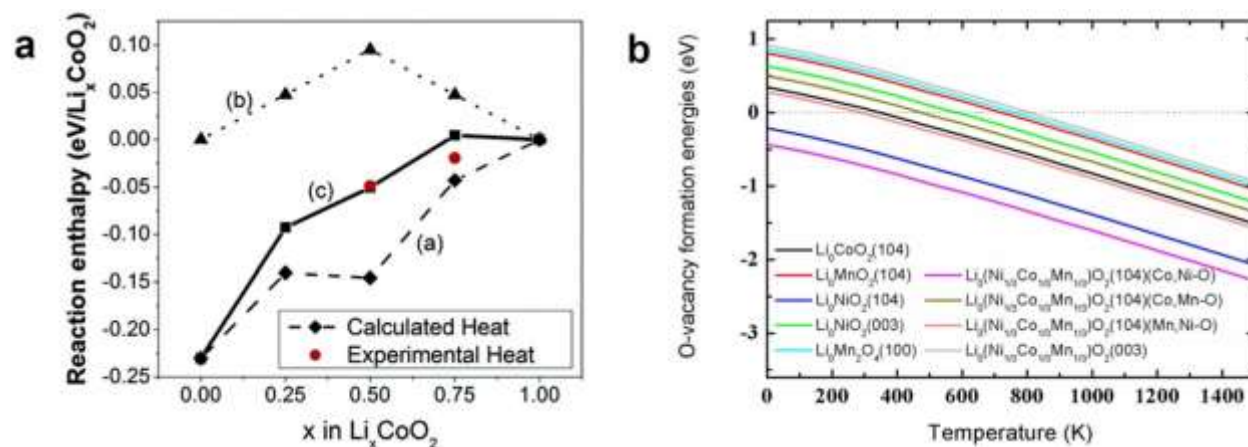 a
Reaction enthalpy (eV/LixCoO2)
0.10
0.05
0.00
-0.05
-0.10
-0.15
-0.20
-0.25
(b)
(c)
(a)
Calculated Heat
Experimental Heat
0.00 0.25 0.50 0.75 1.00
x in LixCoO2
b
O-vacancy formation energies (eV)
1
0
-1
-2
-3
Li0CoO2(104)
Li0MnO2(104)
Li0NiO2(104)
Li0NiO2(003)
Li0Mn2O4(100)
Li0(Ni1/3Co1/3Mn1/3)O2(104)(Co,Ni-O)
Li0(Ni1/3Co1/3Mn1/3)O2(104)(Co,Mn-O)
Li0(Ni1/3Co1/3Mn1/3)O2(104)(Mn,Ni-O)
Li0(Ni1/3Co1/3Mn1/3)O2(003)
0 200 400 600 800 1000 1200 1400
Temperature (K)